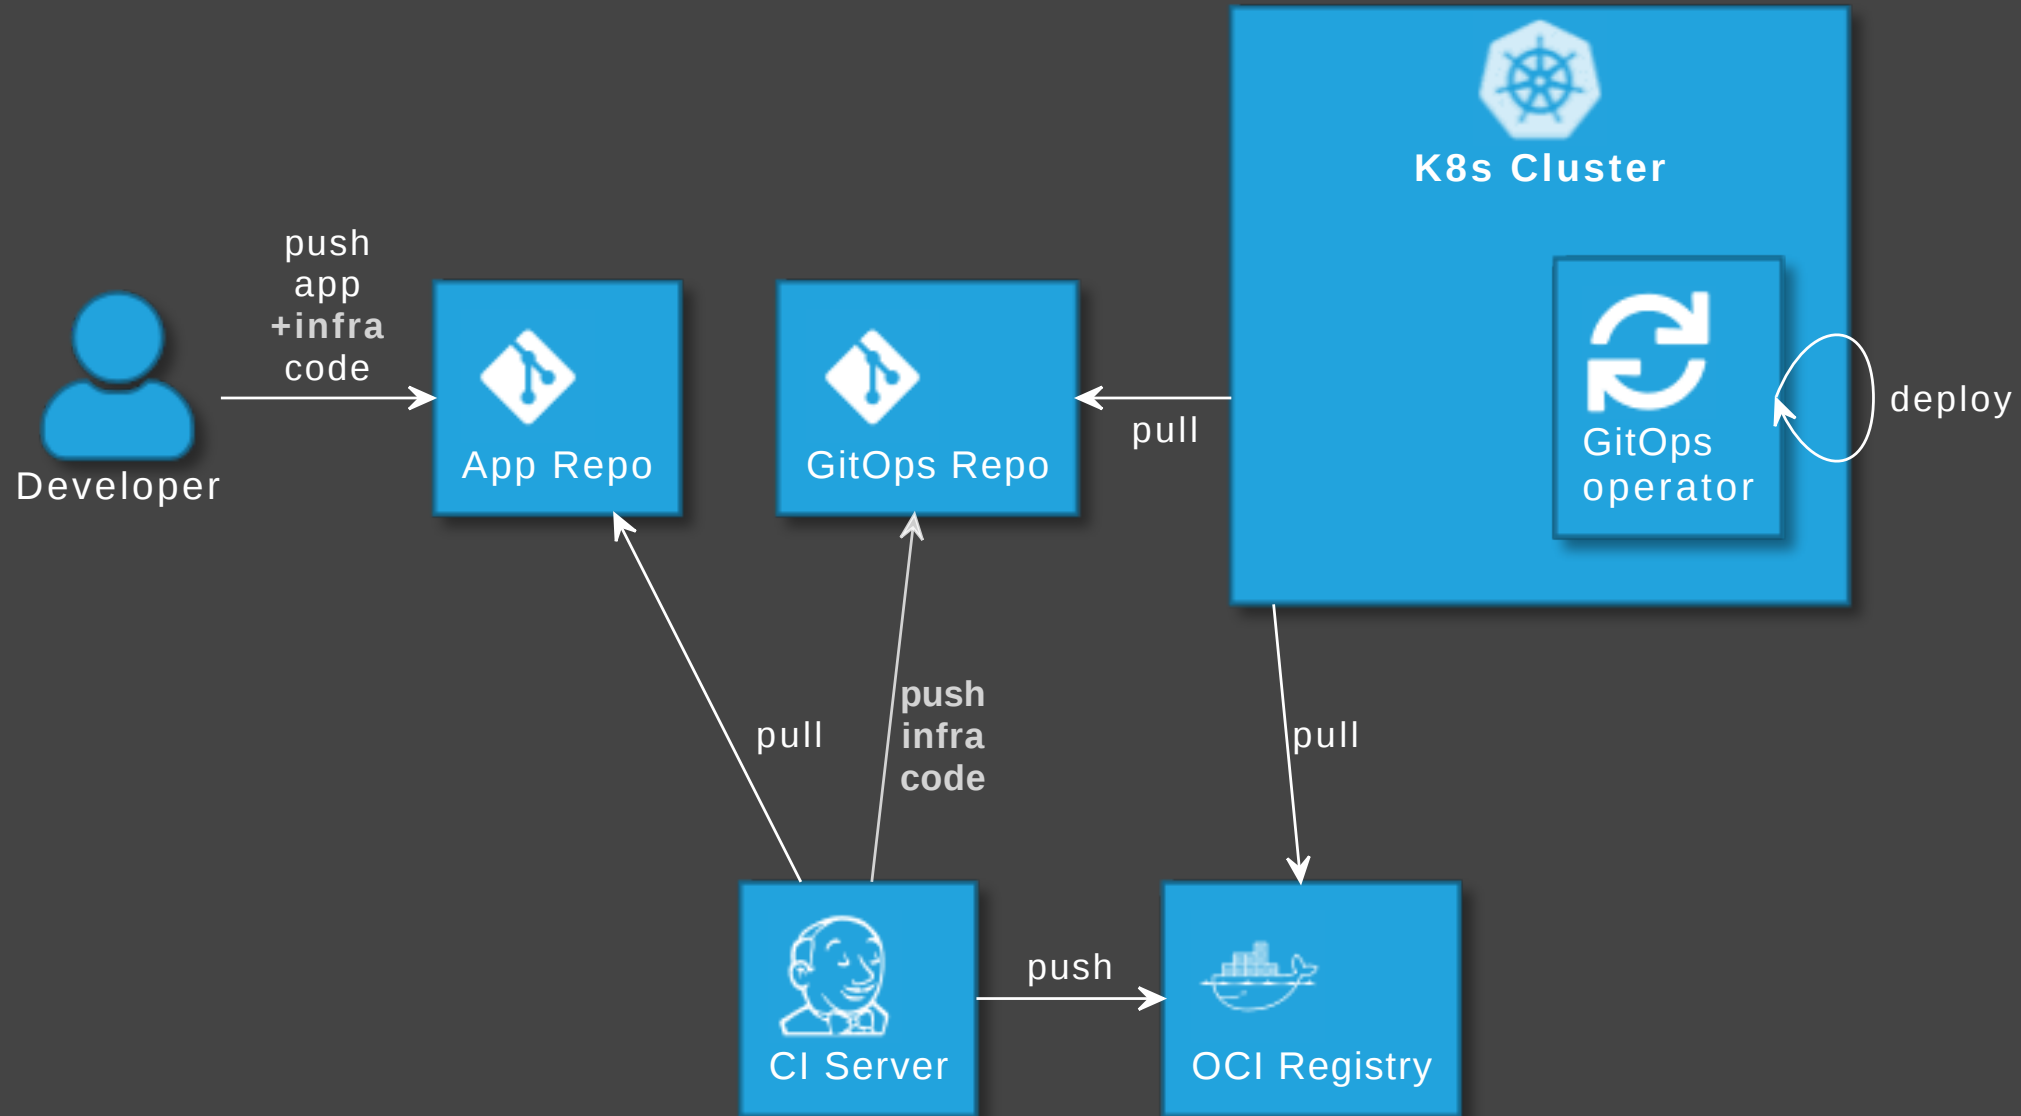 K8s Cluster
push
app
+infra
code
Developer
App Repo
GitOps Repo
pull
GitOps
operator
deploy
pull
push
infra
code
pull
push
CI Server
OCI Registry